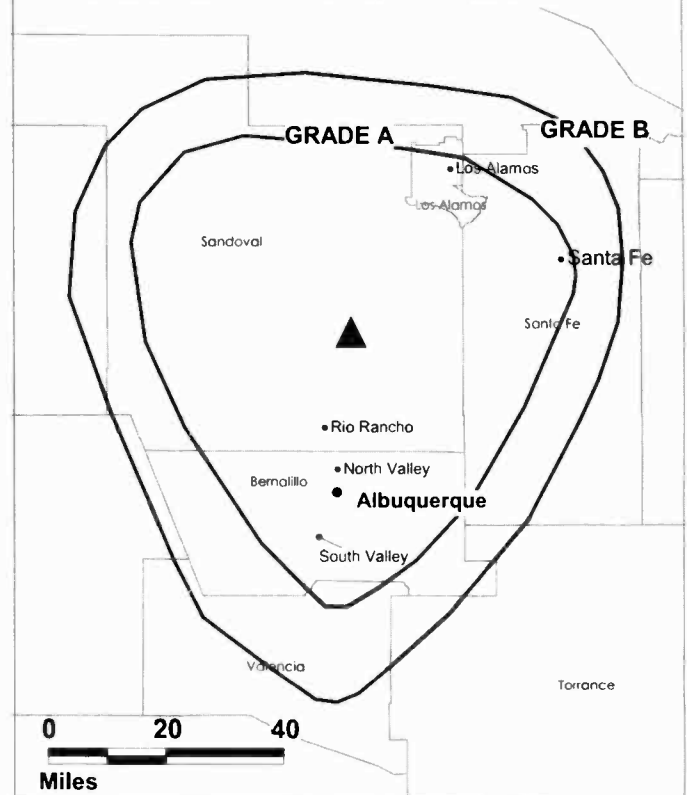 GRADE A
GRADE B
Los Alamos
Los Alamos
Sandoval
Santa Fe
Santa Fe
Rio Rancho
North Valley
Bernalillo
Albuquerque
South Valley
Valencia
Torrance
0 20 40
Miles